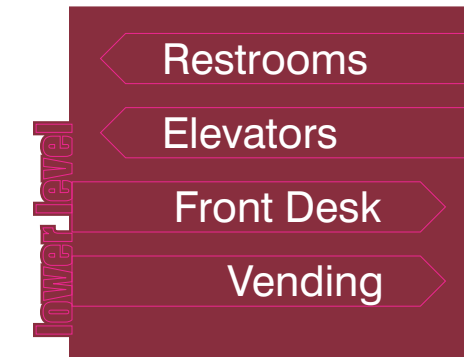 Restrooms
Elevators
Front Desk
Vending
lower level